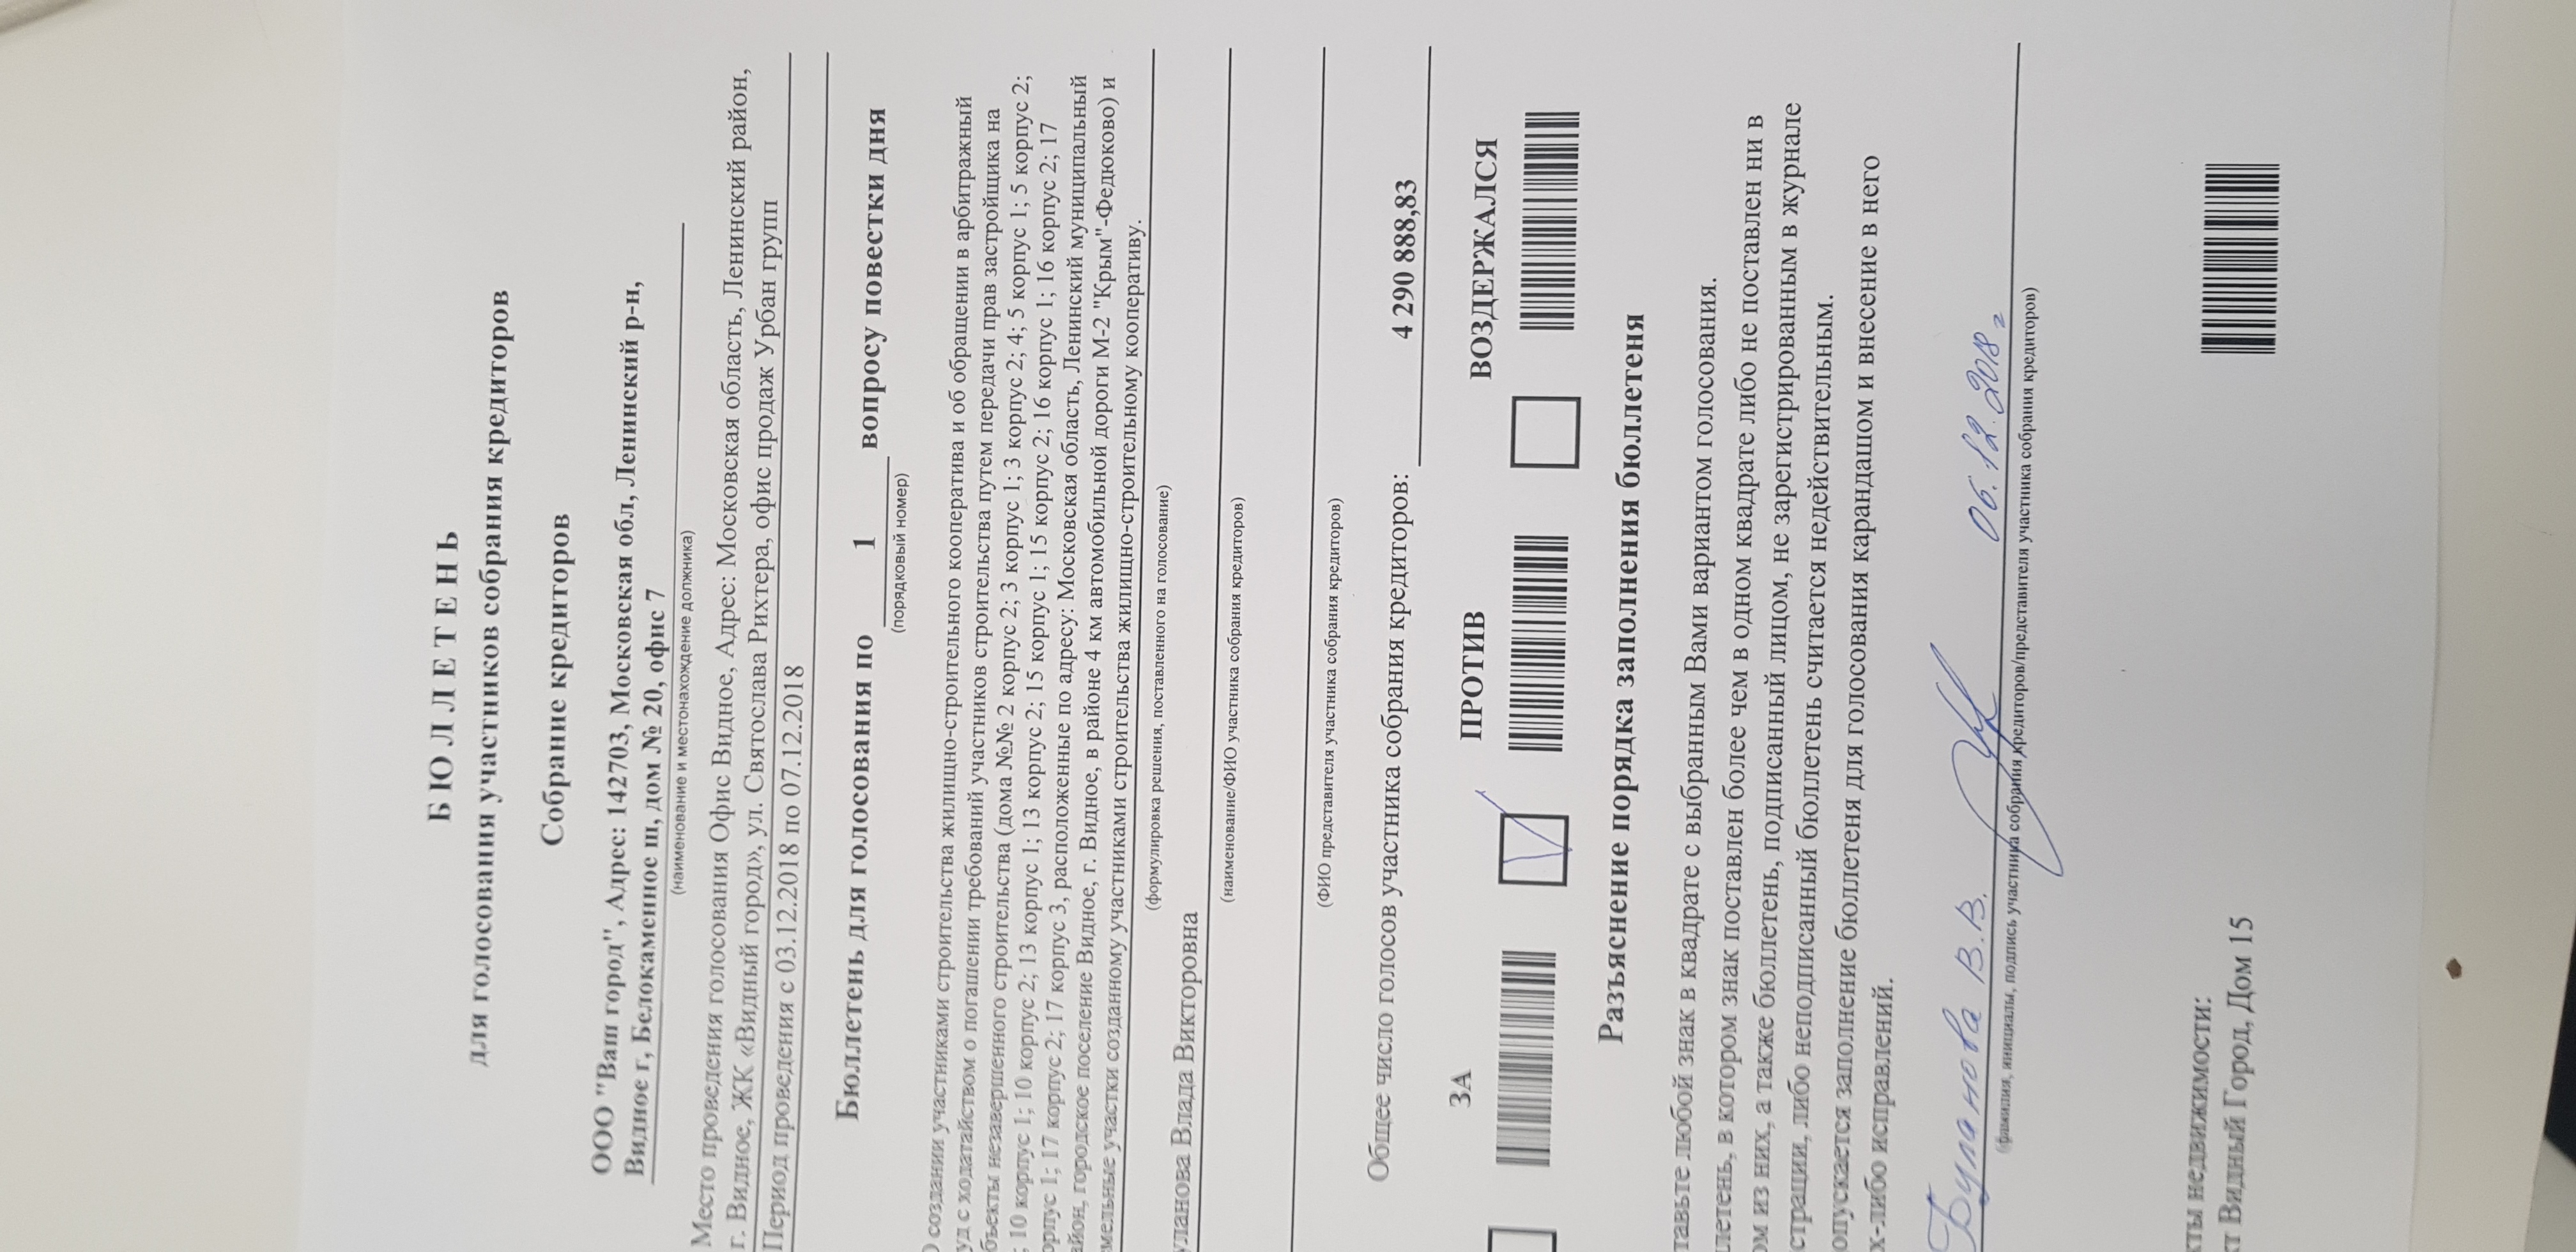 БЮЛЛЕТЕНЬ
для голосования участников собрания кредиторов
Собрание кредиторов
ООО "Ваш город", Адрес: 142703, Московская обл, Ленинский р-н,
Видное г, Белокаменное ш, дом № 20, офис 7
(наименование и местонахождение должника)
Место проведения голосования Офис Видное, Адрес: Московская область, Ленинский район,
г. Видное, ЖК «Видный город», ул. Святослава Рихтера, офис продаж Урбан групп
Период проведения с 03.12.2018 по 07.12.2018
Бюллетень для голосования по 1 вопросу повестки дня
(порядковый номер)
О создании участниками строительства жилищно-строительного кооператива и об обращении в арбитражный
уд с ходатайством о погашении требований участников строительства путем передачи прав застройщика на
бъекты незавершенного строительства (дома №№ 2 корпус 2; 3 корпус 1; 3 корпус 2; 4; 5 корпус 1; 5 корпус 2;
; 10 корпус 1; 10 корпус 2; 13 корпус 1; 13 корпус 2; 15 корпус 1; 15 корпус 2; 16 корпус 1; 16 корпус 2; 17
орпус 1; 17 корпус 2; 17 корпус 3, расположенные по адресу: Московская область, Ленинский муниципальный
айон, городское поселение Видное, г. Видное, в районе 4 км автомобильной дороги М-2 "Крым"-Федюково) и
емельные участки созданному участниками строительства жилищно-строительному кооперативу.
(формулировка решения, поставленного на голосование)
уланова Влада Викторовна
(наименование/ФИО участника собрания кредиторов)
(ФИО представителя участника собрания кредиторов)
Общее число голосов участника собрания кредиторов: 4 290 888,83
ЗА ПРОТИВ ВОЗДЕРЖАЛСЯ
Разъяснение порядка заполнения бюллетеня
тавьте любой знак в квадрате с выбранным Вами вариантом голосования.
летень, в котором знак поставлен более чем в одном квадрате либо не поставлен ни в
ом из них, а также бюллетень, подписанный лицом, не зарегистрированным в журнале
страции, либо неподписанный бюллетень считается недействительным.
опускается заполнение бюллетеня для голосования карандашом и внесение в него
х-либо исправлений.
Буланова В.В. 06.12.2018 г
(фамилия, инициалы, подпись участника собрания кредиторов/представителя участника собрания кредиторов)
кты недвижимости:
кт Видный Город, Дом 15